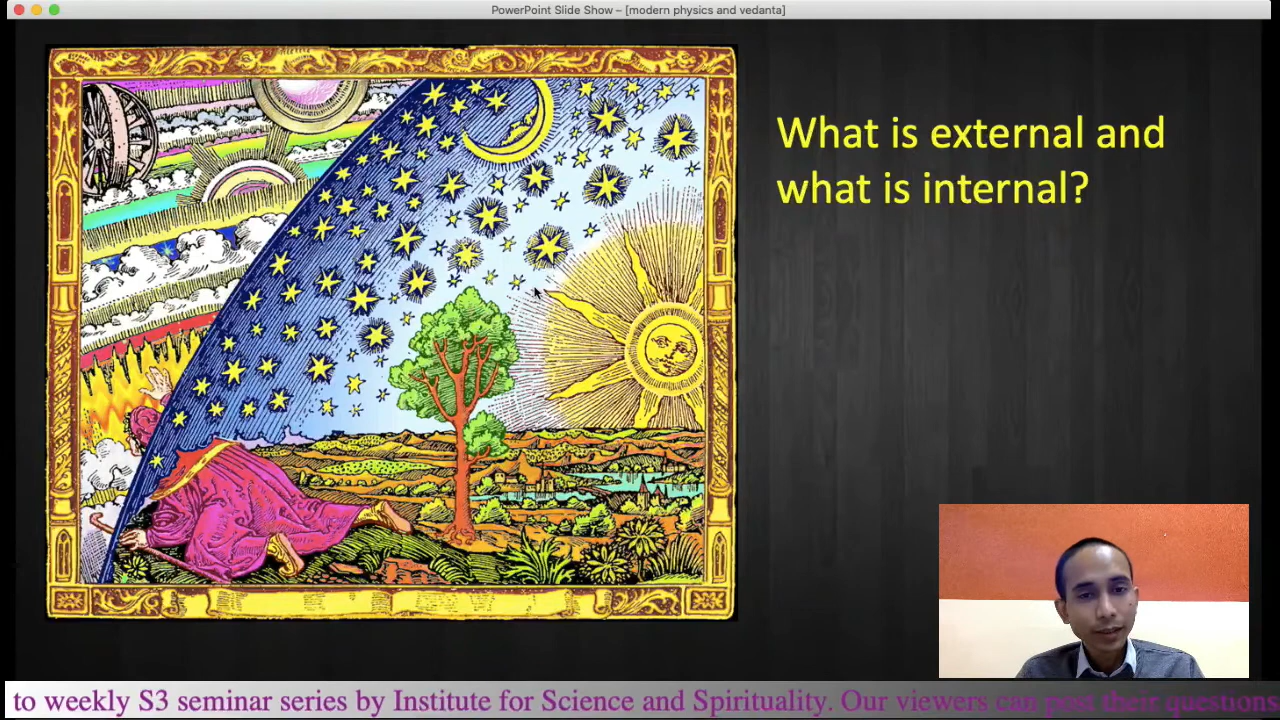 PowerPoint Slide Show – [modern physics and vedanta]
What is external and
what is internal?
to weekly S3 seminar series by Institute for Science and Spirituality. Our viewers can post their questions